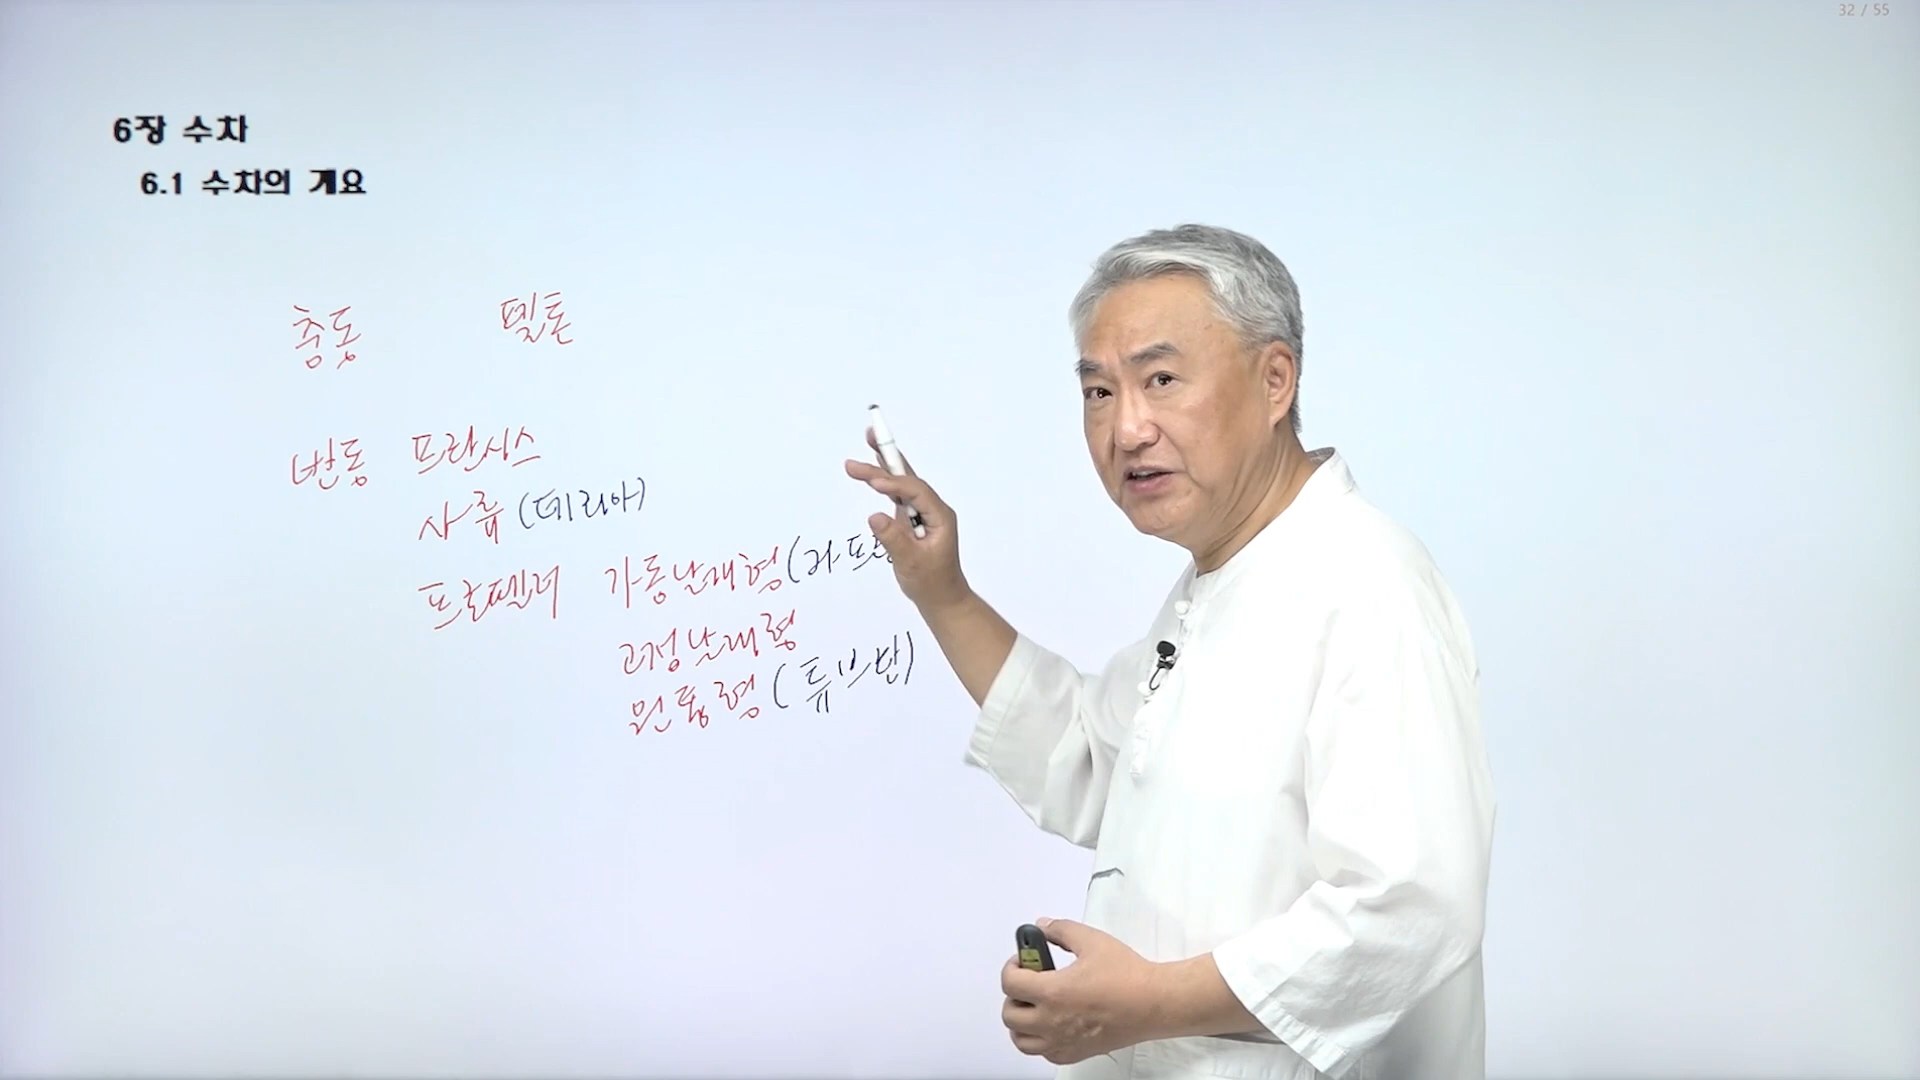 32 / 55
6장 수차
6.1 수차의 개요
충동 펠톤
반동 프란시스
사류 (데리아)
프로펠러 가동날개형 (카프란
고정날개형
원통형 (튜브란)